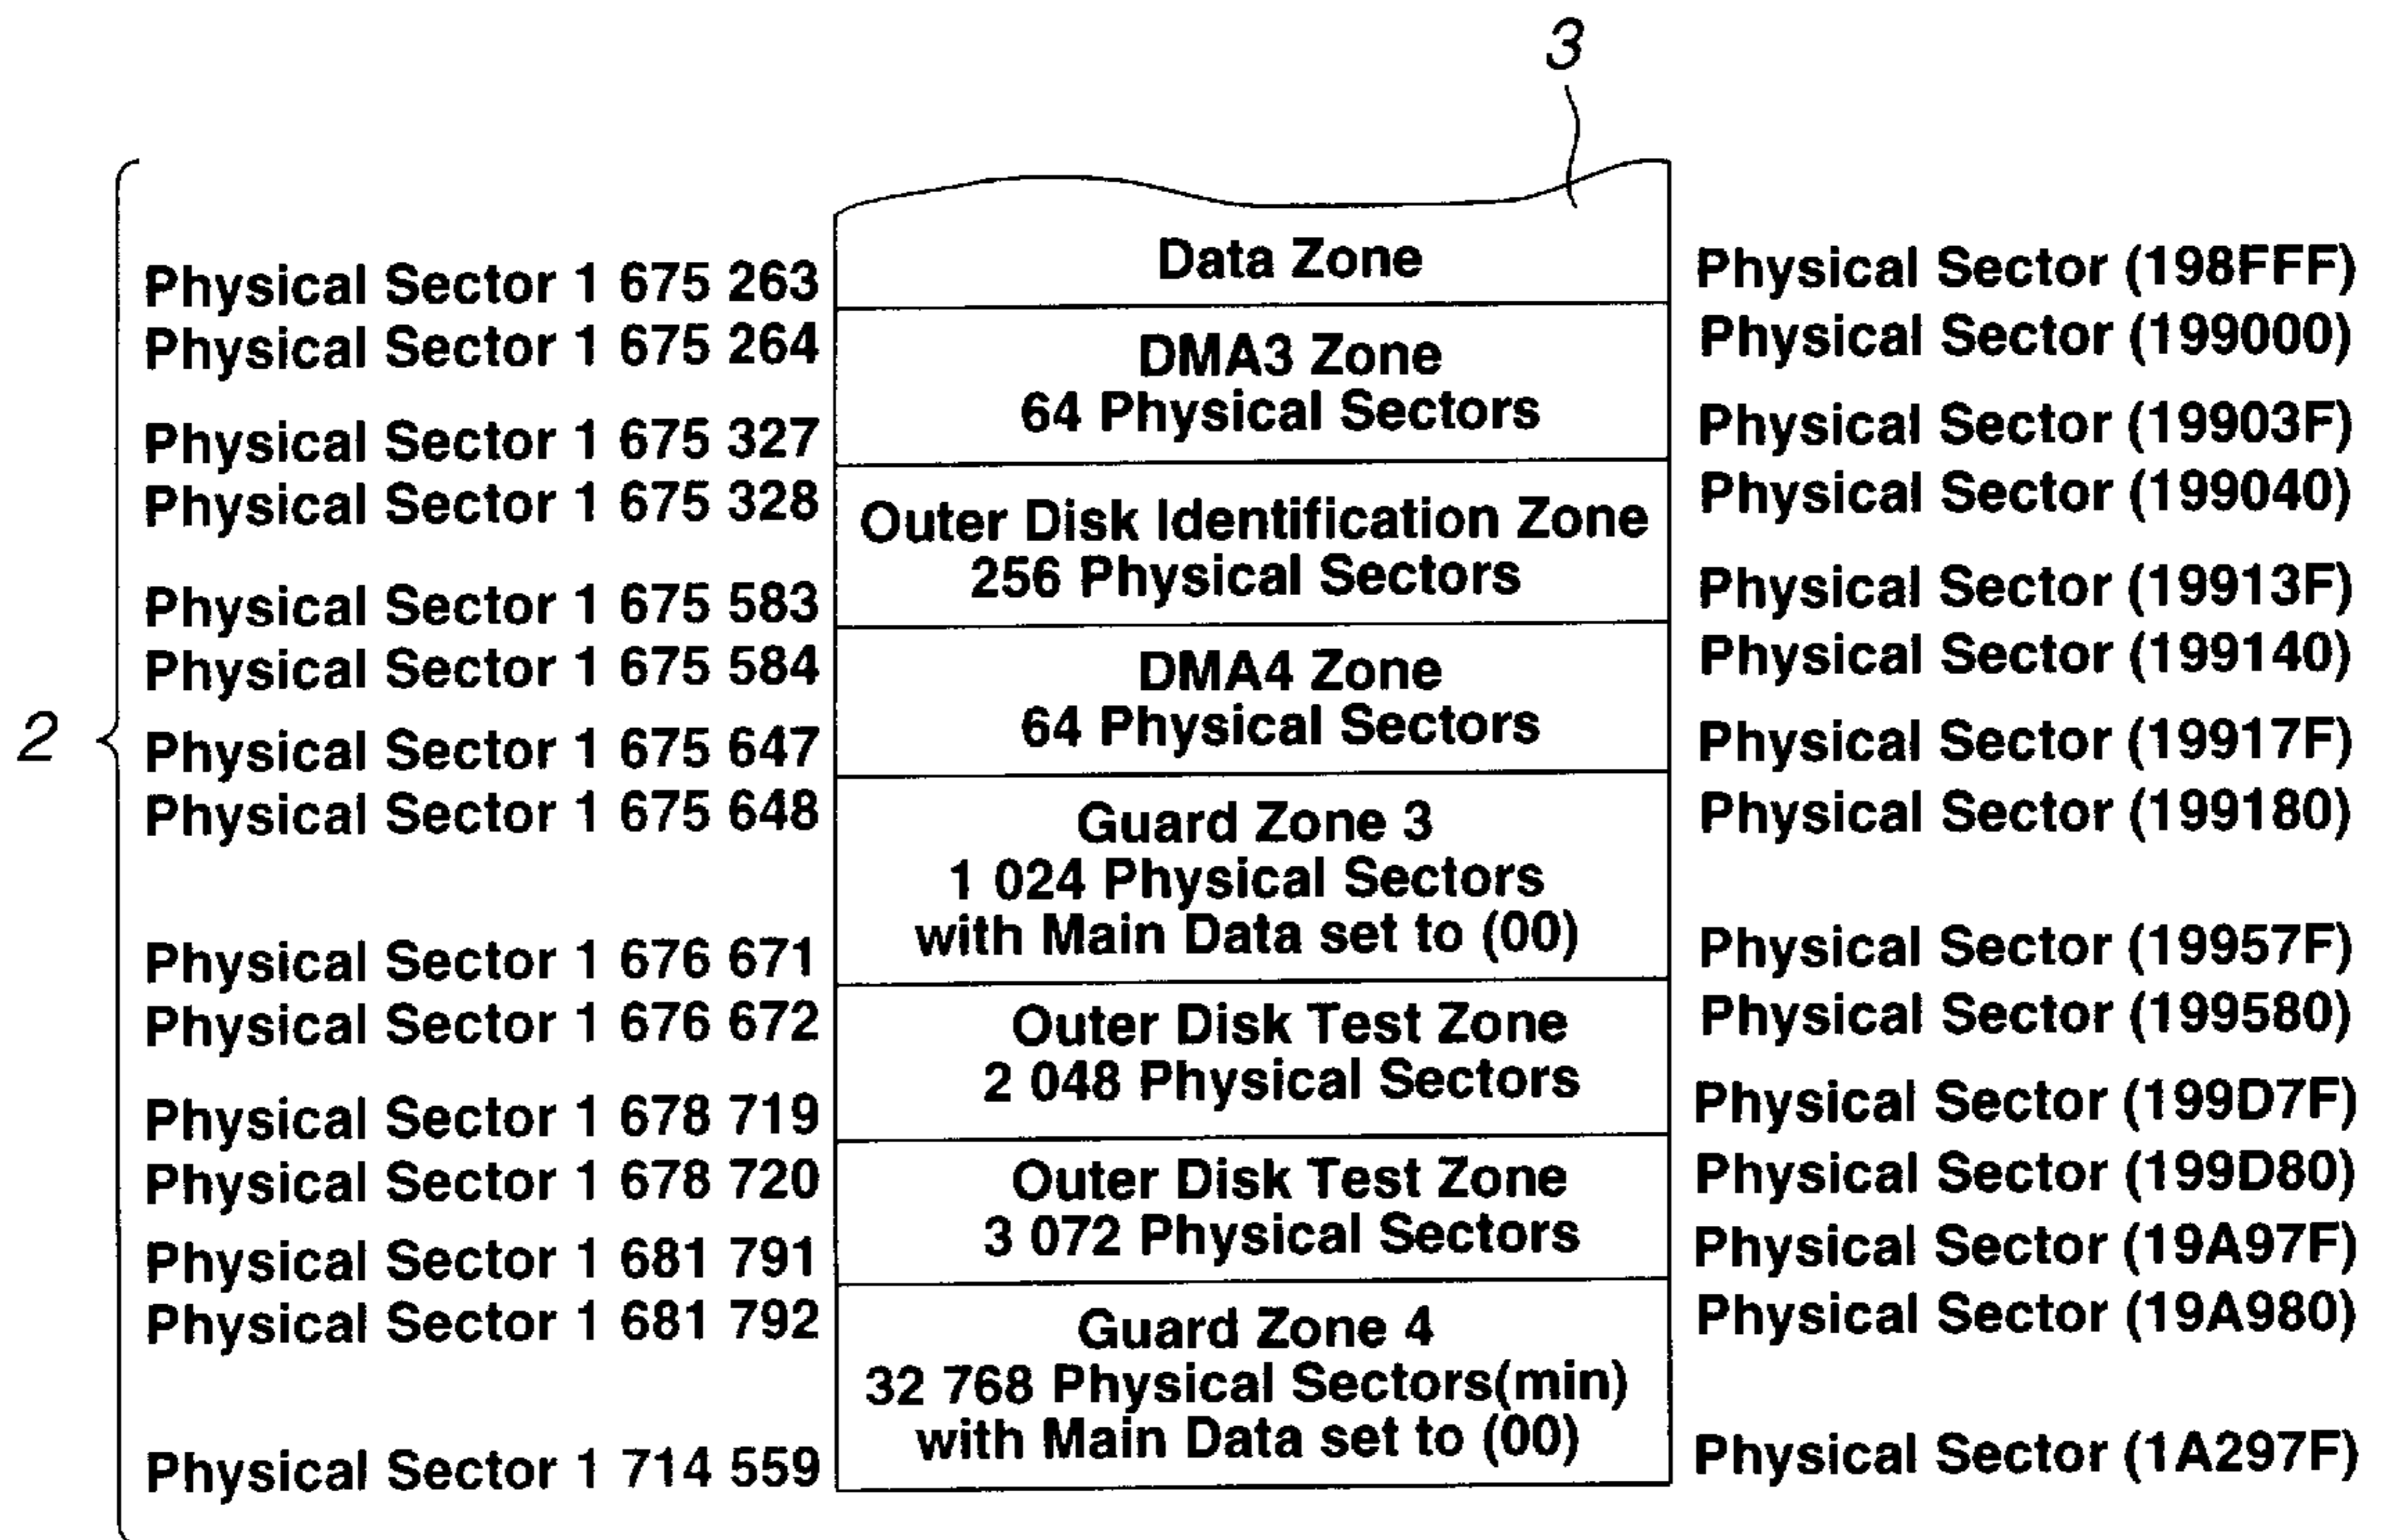 3
Data Zone
Physical Sector 1 675 263
Physical Sector (198FFF)
Physical Sector 1 675 264
DMA3 Zone
64 Physical Sectors
Physical Sector (199000)
Physical Sector 1 675 327
Physical Sector (19903F)
Physical Sector 1 675 328
Outer Disk Identification Zone
256 Physical Sectors
Physical Sector (199040)
Physical Sector 1 675 583
Physical Sector (19913F)
Physical Sector 1 675 584
DMA4 Zone
64 Physical Sectors
Physical Sector (199140)
2
Physical Sector 1 675 647
Physical Sector (19917F)
Physical Sector 1 675 648
Guard Zone 3
1 024 Physical Sectors
with Main Data set to (00)
Physical Sector (199180)
Physical Sector 1 676 671
Physical Sector (19957F)
Physical Sector 1 676 672
Outer Disk Test Zone
2 048 Physical Sectors
Physical Sector (199580)
Physical Sector 1 678 719
Physical Sector (199D7F)
Physical Sector 1 678 720
Outer Disk Test Zone
3 072 Physical Sectors
Physical Sector (199D80)
Physical Sector 1 681 791
Physical Sector (19A97F)
Physical Sector 1 681 792
Guard Zone 4
32 768 Physical Sectors(min)
with Main Data set to (00)
Physical Sector (19A980)
Physical Sector 1 714 559
Physical Sector (1A297F)